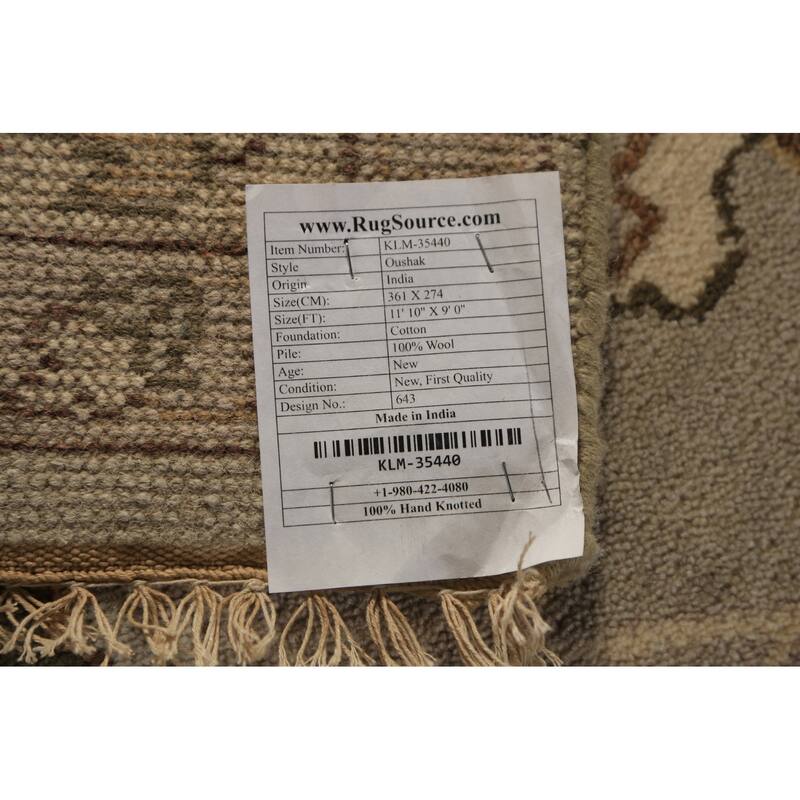 www.RugSource.com
Item Number: KLM-35440
Style Oushak
Origin India
Size(CM): 361 X 274
Size(FT): 11' 10" X 9' 0"
Foundation: Cotton
Pile: 100% Wool
Age: New
Condition: New, First Quality
Design No.: 643
Made in India
KLM-35440
+1-980-422-4080
100% Hand Knotted